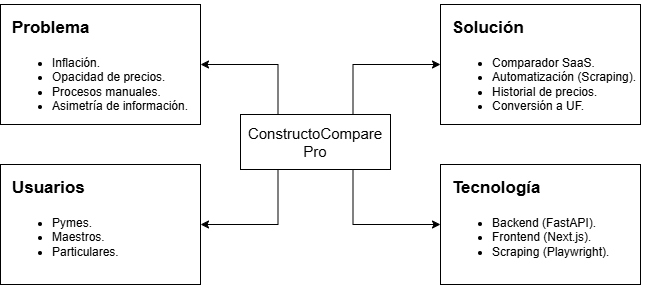 Problema
Inflación.
Opacidad de precios.
Procesos manuales.
Asimetría de información.
Solución
Comparador SaaS.
Automatización (Scraping).
Historial de precios.
Conversión a UF.
ConstructoCompare
Pro
Usuarios
Pymes.
Maestros.
Particulares.
Tecnología
Backend (FastAPI).
Frontend (Next.js).
Scraping (Playwright).